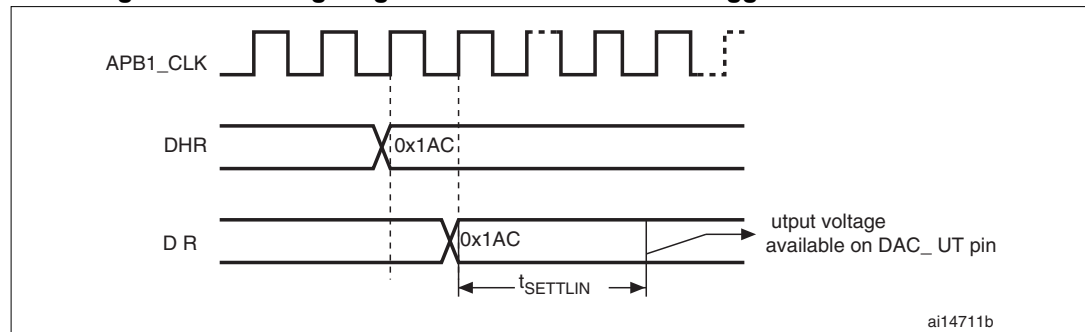 APB1_CLK
DHR
0x1AC
D R
0x1AC
utput voltage
available on DAC_ UT pin
tSETTLIN
ai14711b